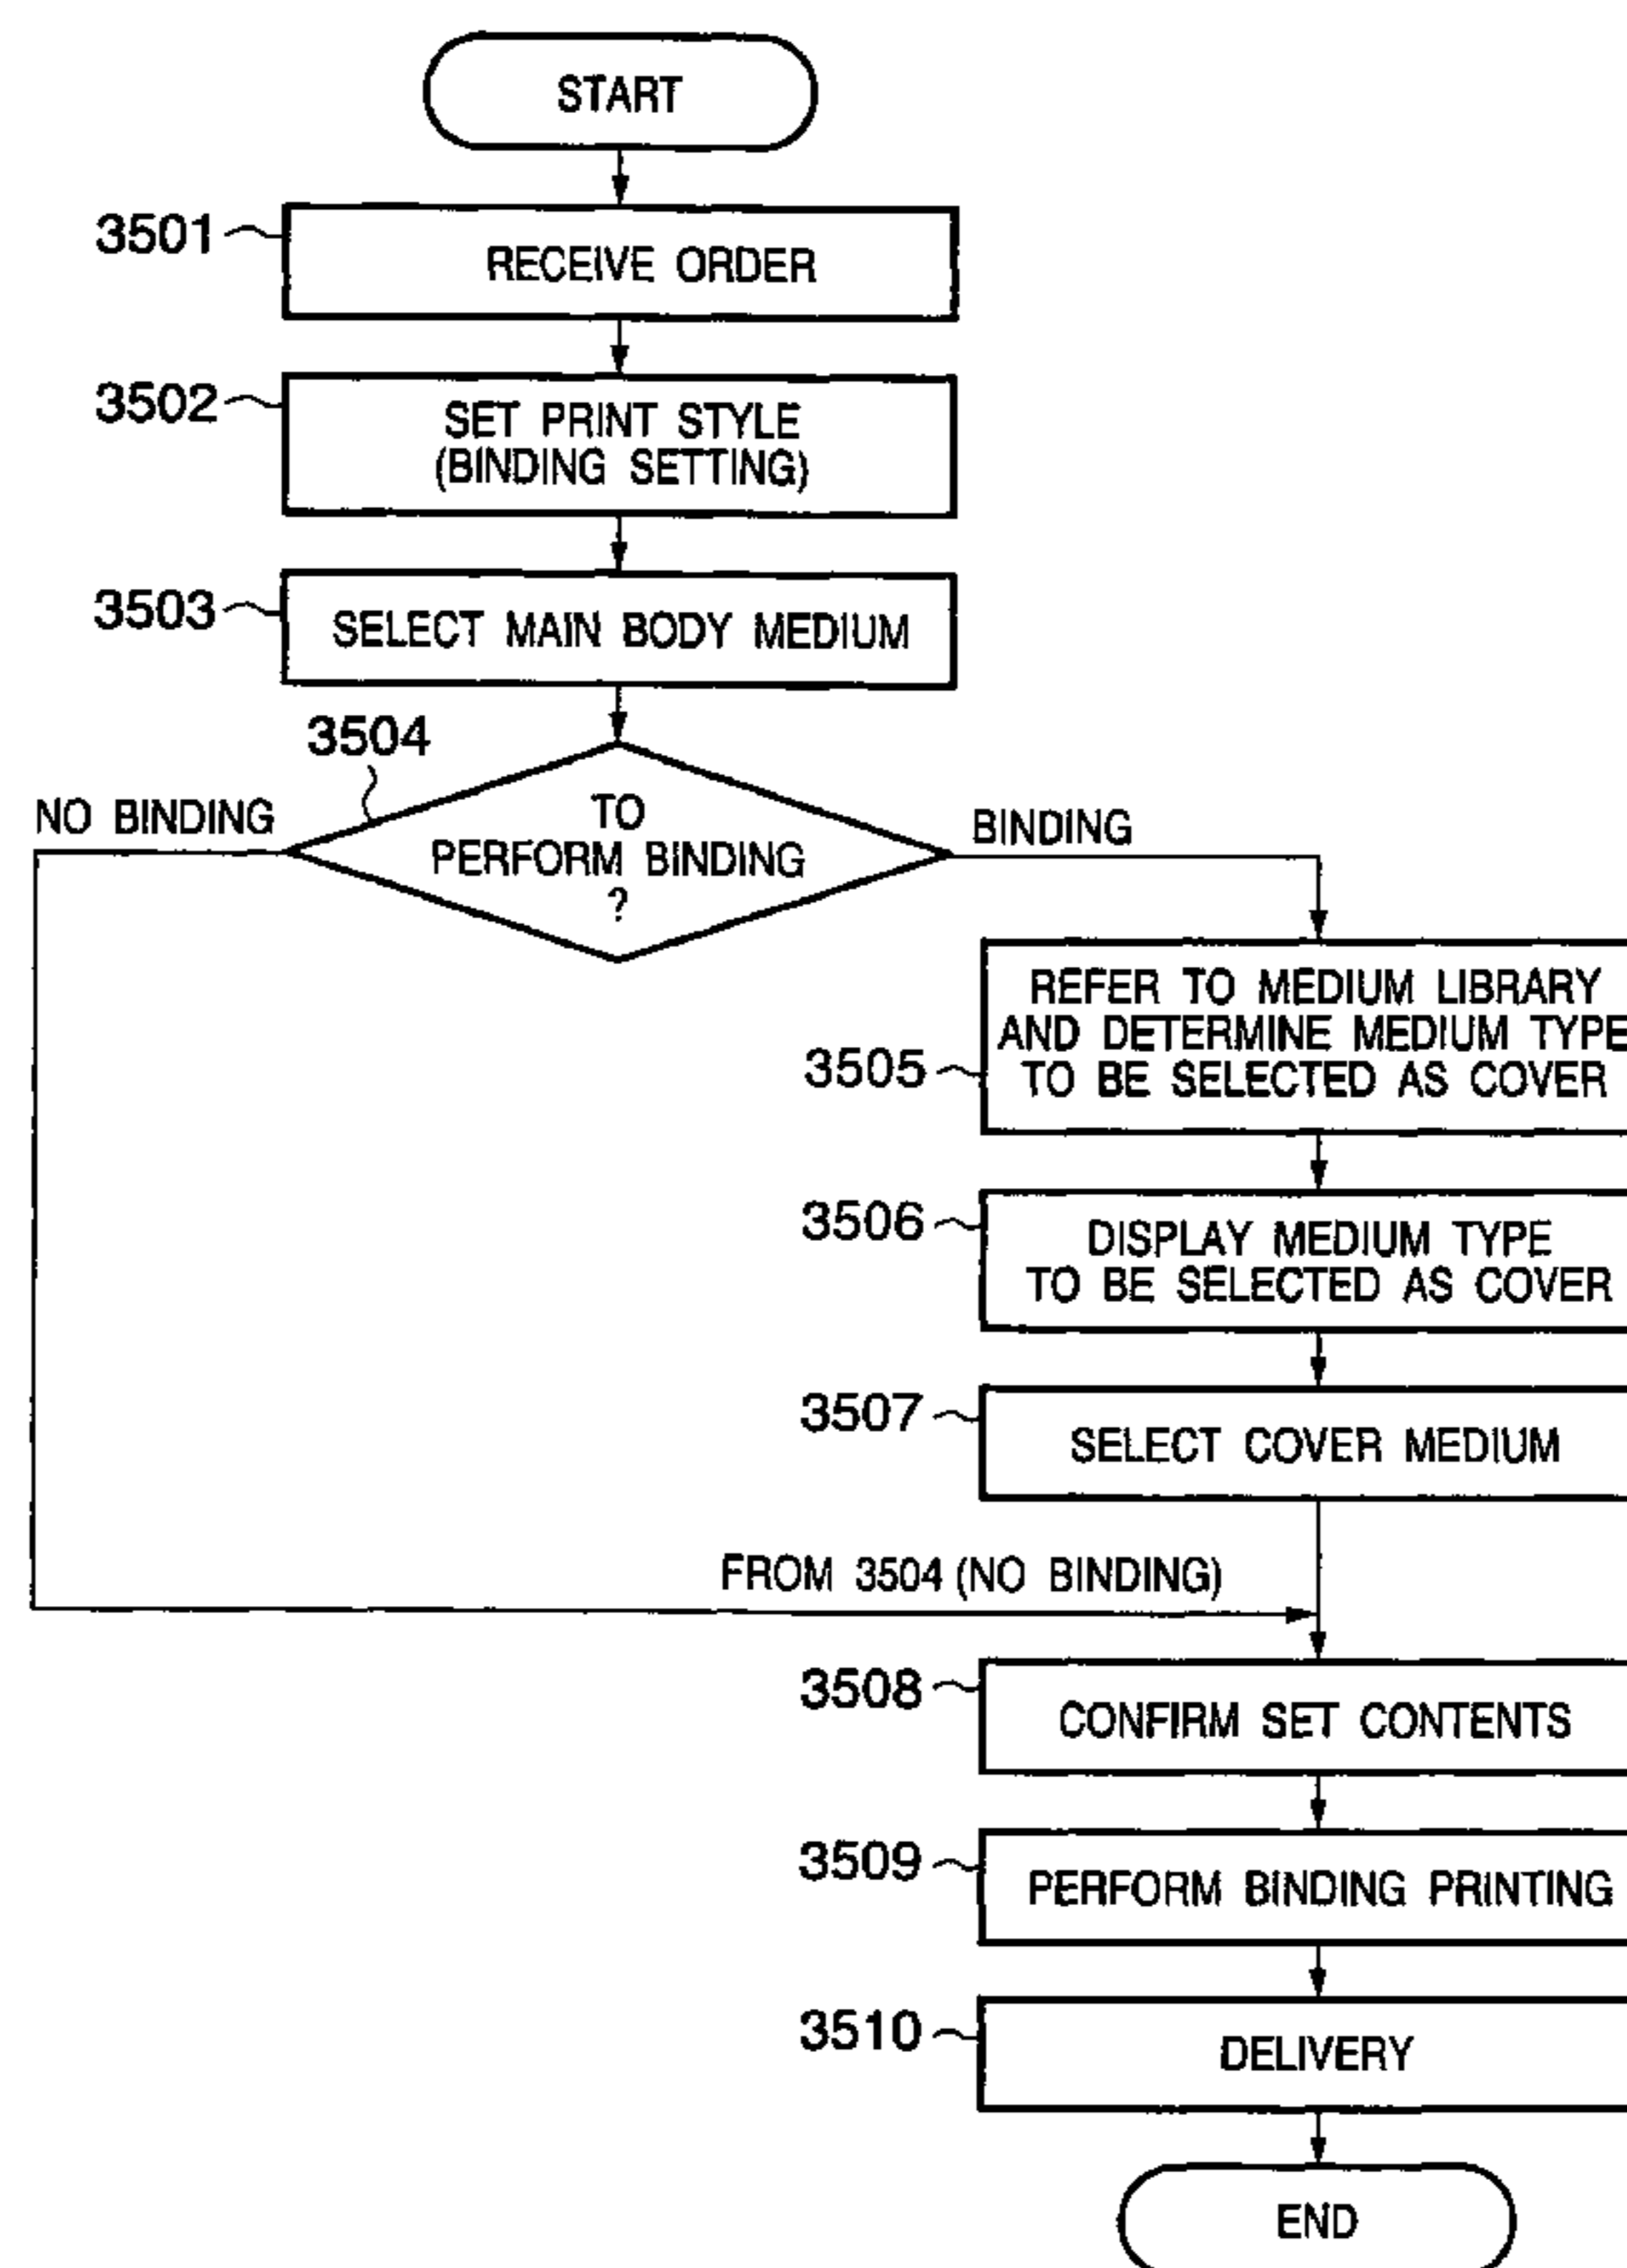 START
3501
RECEIVE ORDER
3502
SET PRINT STYLE
(BINDING SETTING)
3503
SELECT MAIN BODY MEDIUM
3504
NO BINDING
TO
PERFORM BINDING
?
BINDING
3505
REFER TO MEDIUM LIBRARY
AND DETERMINE MEDIUM TYPE
TO BE SELECTED AS COVER
3506
DISPLAY MEDIUM TYPE
TO BE SELECTED AS COVER
3507
SELECT COVER MEDIUM
FROM 3504 (NO BINDING)
3508
CONFIRM SET CONTENTS
3509
PERFORM BINDING PRINTING
3510
DELIVERY
END